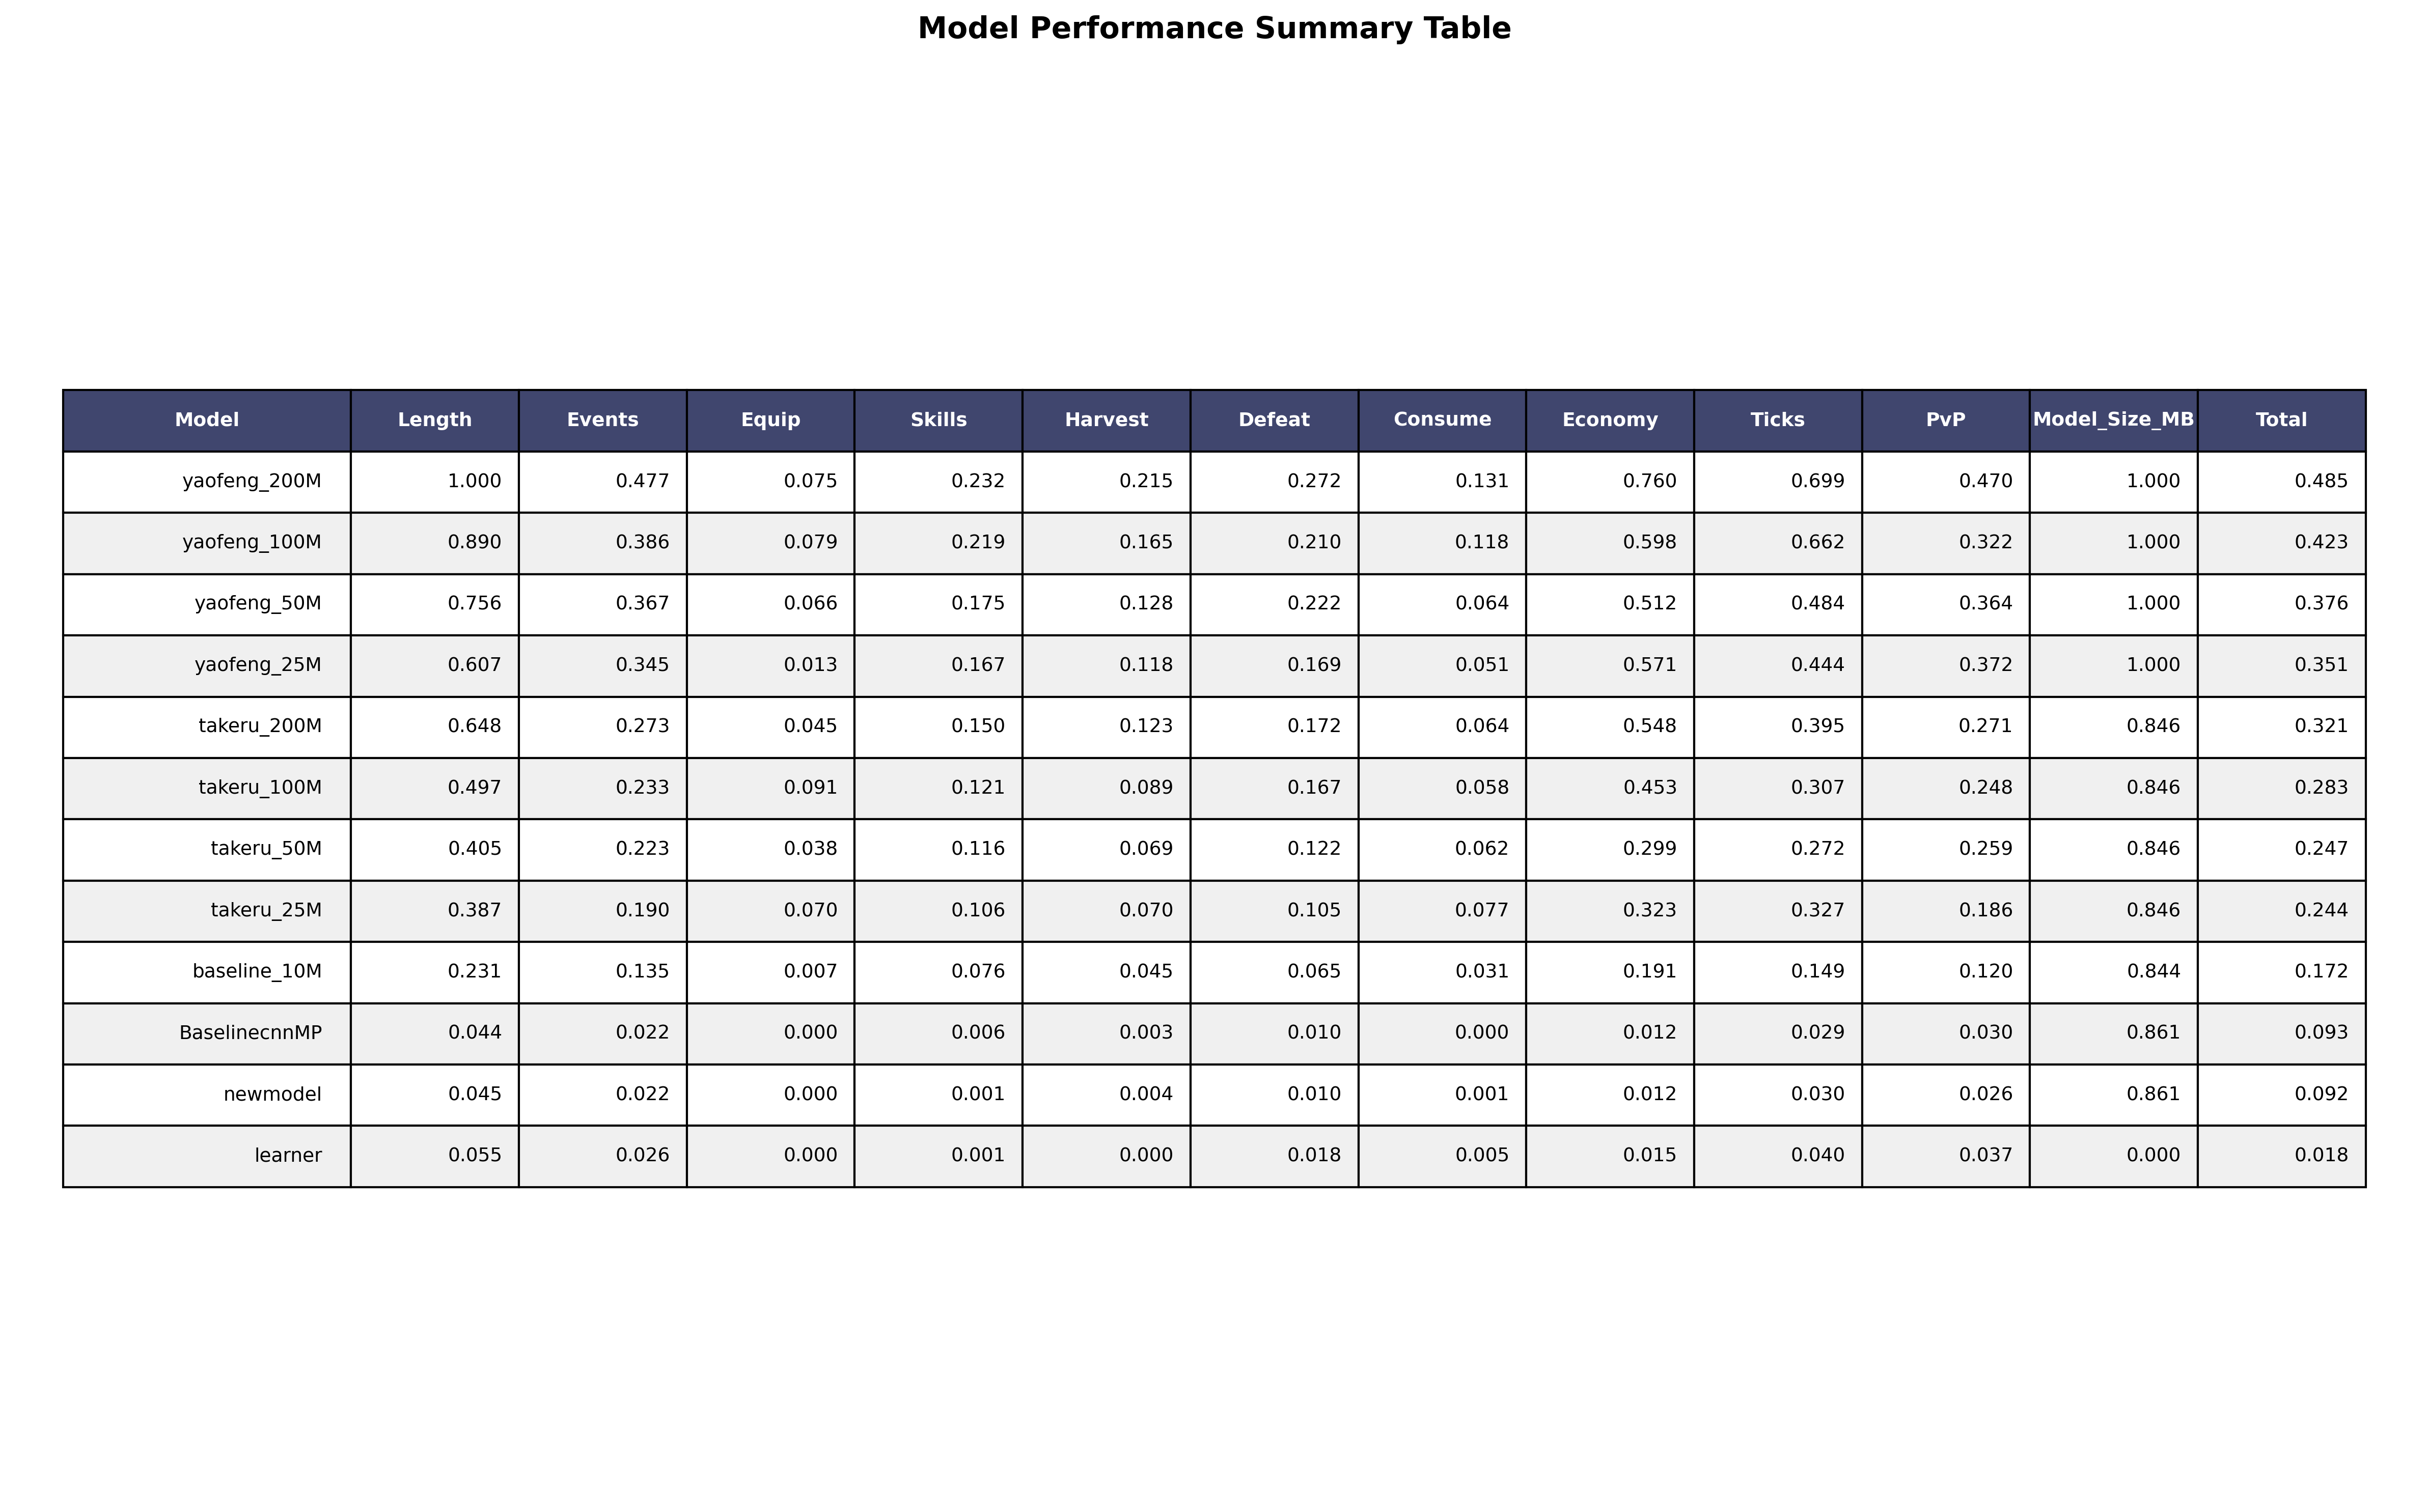 Model Performance Summary Table
Model Length Events Equip Skills Harvest Defeat Consume Economy Ticks PvP Model_Size_MB Total
yaofeng_200M 1.000 0.477 0.075 0.232 0.215 0.272 0.131 0.760 0.699 0.470 1.000 0.485
yaofeng_100M 0.890 0.386 0.079 0.219 0.165 0.210 0.118 0.598 0.662 0.322 1.000 0.423
yaofeng_50M 0.756 0.367 0.066 0.175 0.128 0.222 0.064 0.512 0.484 0.364 1.000 0.376
yaofeng_25M 0.607 0.345 0.013 0.167 0.118 0.169 0.051 0.571 0.444 0.372 1.000 0.351
takeru_200M 0.648 0.273 0.045 0.150 0.123 0.172 0.064 0.548 0.395 0.271 0.846 0.321
takeru_100M 0.497 0.233 0.091 0.121 0.089 0.167 0.058 0.453 0.307 0.248 0.846 0.283
takeru_50M 0.405 0.223 0.038 0.116 0.069 0.122 0.062 0.299 0.272 0.259 0.846 0.247
takeru_25M 0.387 0.190 0.070 0.106 0.070 0.105 0.077 0.323 0.327 0.186 0.846 0.244
baseline_10M 0.231 0.135 0.007 0.076 0.045 0.065 0.031 0.191 0.149 0.120 0.844 0.172
BaselinecnnMP 0.044 0.022 0.000 0.006 0.003 0.010 0.000 0.012 0.029 0.030 0.861 0.093
newmodel 0.045 0.022 0.000 0.001 0.004 0.010 0.001 0.012 0.030 0.026 0.861 0.092
learner 0.055 0.026 0.000 0.001 0.000 0.018 0.005 0.015 0.040 0.037 0.000 0.018